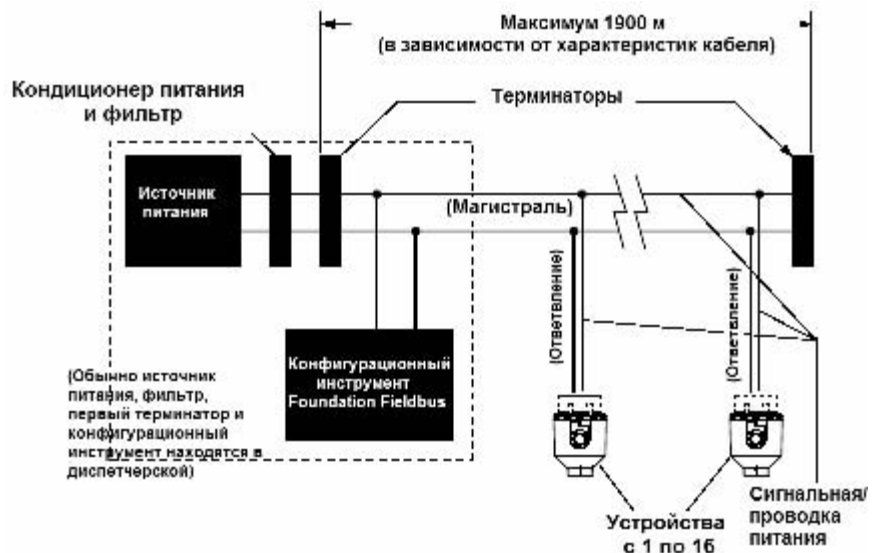 Максимум 1900 м
(в зависимости от характеристик кабеля)
Кондиционер питания
и фильтр
Терминаторы
Источник
питания
(Магистраль)
(Ответвление)
(Ответвление)
Конфигурационный
инструмент
Foundation Fieldbus
(Обычно источник
питания, фильтр,
первый терминатор и
конфигурационный
инструмент находятся в
диспетчерской)
Устройства
с 1 по 16
Сигнальная/
проводка
питания